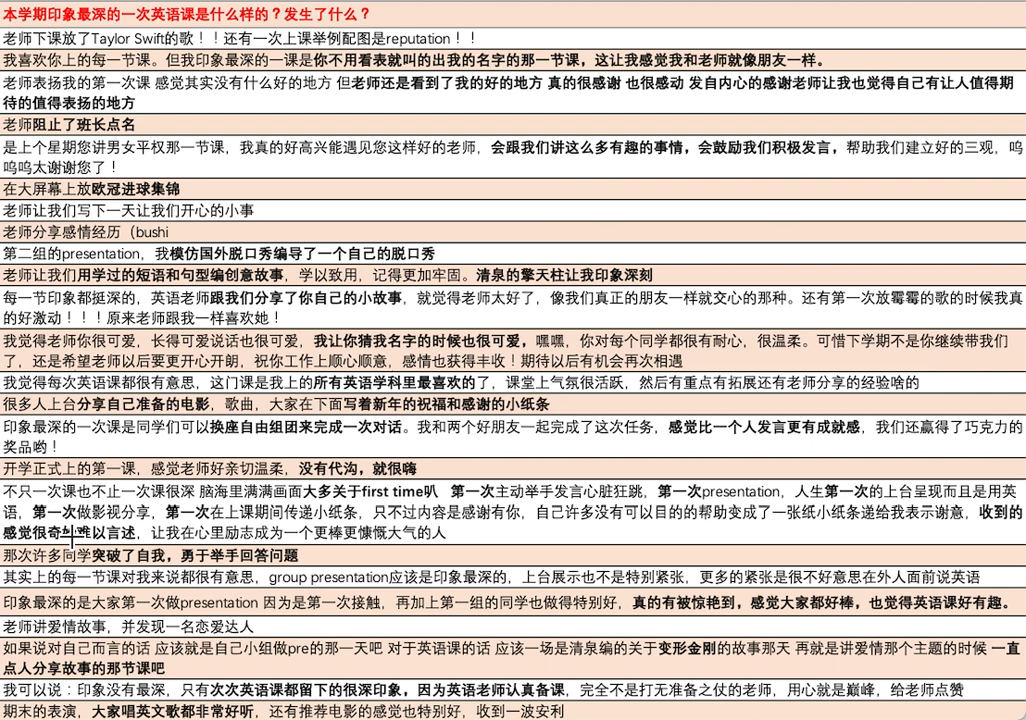 本学期印象最深的一次英语课是什么样的？发生了什么？
老师下课放了Taylor Swift的歌！！还有一次上课举例配图是reputation！！
我喜欢你上的每一节课。但我印象最深的一课是你不用看表就叫的出我的名字的那一节课，这让我感觉我和老师就像朋友一样。
老师表扬我的第一次课 感觉其实没有什么好的地方 但老师还是看到了我的好的地方 真的很感谢 也很感动 发自内心的感谢老师让我也觉得自己有让人值得期
待的值得表扬的地方
老师阻止了班长点名
是上个星期您讲男女平权那一节课，我真的好高兴能遇见您这样好的老师，会跟我们讲这么多有趣的事情，会鼓励我们积极发言，帮助我们建立好的三观，呜
呜呜太谢谢您了！
在大屏幕上放欧冠进球集锦
老师让我们写下一天让我们开心的小事
老师分享感情经历（bushi
第二组的presentation，我模仿国外脱口秀编导了一个自己的脱口秀
老师让我们用学过的短语和句型编创意故事，学以致用，记得更加牢固。清泉的擎天柱让我印象深刻
每一节印象都挺深的，英语老师跟我们分享了你自己的小故事，就觉得老师太好了，像我们真正的朋友一样就交心的那种。还有第一次放霉霉的歌的时候我真
的好激动！！！原来老师跟我一样喜欢她！
我觉得老师你很可爱，长得可爱说话也很可爱，我让你猜我名字的时候也很可爱，嘿嘿，你对每个同学都很有耐心，很温柔。可惜下学期不是你继续带我们
了，还是希望老师以后要更开心开朗，祝你工作上顺心顺意，感情也获得丰收！期待以后有机会再次相遇
我觉得每次英语课都很有意思，这门课是我上的所有英语学科里最喜欢的了，课堂上气氛很活跃，然后有重点有拓展还有老师分享的经验啥的
很多人上台分享自己准备的电影，歌曲，大家在下面写着新年的祝福和感谢的小纸条
印象最深的一次课是同学们可以换座自由组团来完成一次对话。我和两个好朋友一起完成了这次任务，感觉比一个人发言更有成就感，我们还赢得了巧克力的
奖品哟！
开学正式上的第一课，感觉老师好亲切温柔，没有代沟，就很嗨
不只一次课也不止一次课很深 脑海里满满画面大多关于first time叭 第一次主动举手发言心脏狂跳，第一次presentation，人生第一次的上台呈现而且是用英
语，第一次做影视分享，第一次在上课期间传递小纸条，只不过内容是感谢有你，自己许多没有可以目的的帮助变成了一张纸小纸条递给我表示谢意，收到的
感觉很奇妙难以言述，让我在心里励志成为一个更棒更慷慨大气的人
那次许多同学突破了自我，勇于举手回答问题
其实上的每一节课对我来说都很有意思，group presentation应该是印象最深的，上台展示也不是特别紧张，更多的紧张是很不好意思在外人面前说英语
印象最深的是大家第一次做presentation 因为是第一次接触，再加上第一组的同学也做得特别好，真的有被惊艳到，感觉大家都好棒，也觉得英语课好有趣。
老师讲爱情故事，并发现一名恋爱达人
如果说对自己而言的话 应该就是自己小组做pre的那一天吧 对于英语课的话 应该一场是清泉编的关于变形金刚的故事那天 再就是讲爱情那个主题的时候 一直
点人分享故事的那节课吧
我可以说：印象没有最深，只有次次英语课都留下的很深印象，因为英语老师认真备课，完全不是打无准备之仗的老师，用心就是巅峰，给老师点赞
期末的表演，大家唱英文歌都非常好听，还有推荐电影的感觉也特别好，收到一波安利